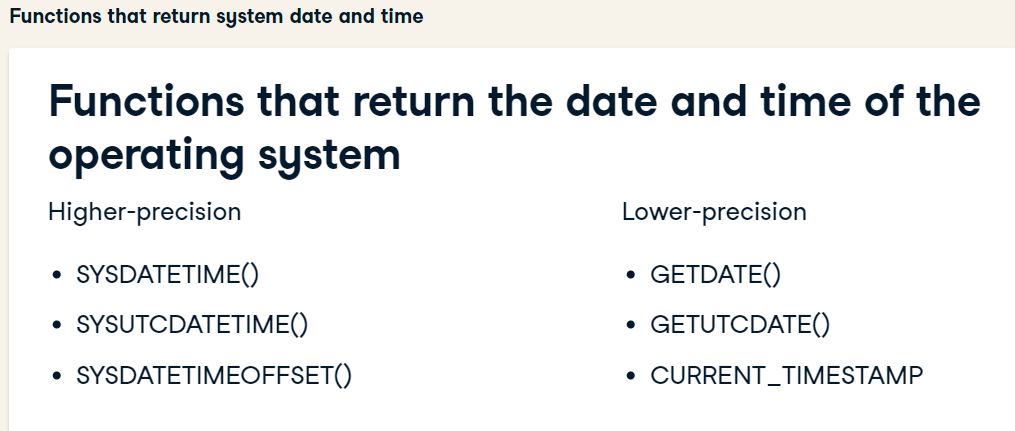 Functions that return system date and time
Functions that return the date and time of the
operating system
Higher-precision
• SYSDATETIME()
• SYSUTCDATETIME()
• SYSDATETIMEOFFSET()
Lower-precision
• GETDATE()
• GETUTCDATE()
• CURRENT_TIMESTAMP